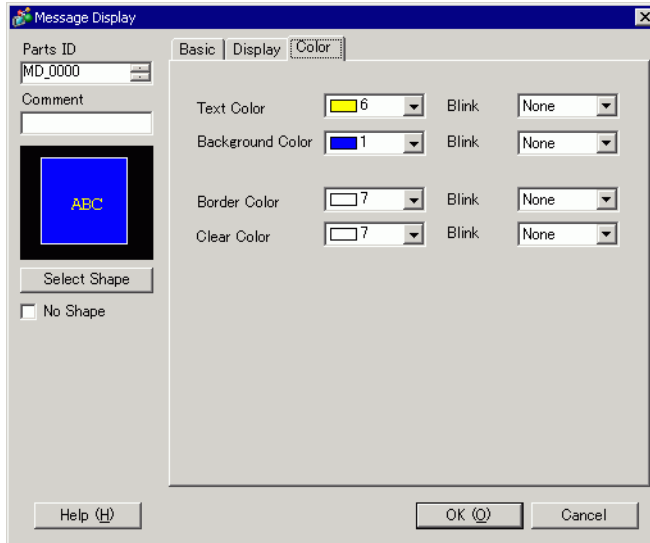 Message Display
Parts ID
MD_0000
Comment
ABC
Select Shape
No Shape
Basic Display Color
Text Color 6 Blink None
Background Color 1 Blink None
Border Color 7 Blink None
Clear Color 7 Blink None
Help (H) OK (O) Cancel